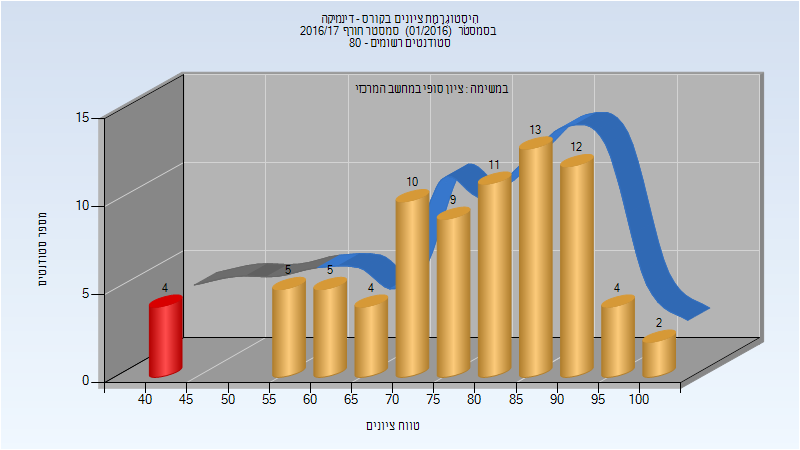 היסטוגרמת ציונים בקורס - דינמיקה
בסמסטר (01/2016) סמסטר חורף 2016/17
סטודנטים רשומים - 80
במשימה : ציון סופי במחשב המרכזי
מספר סטודנטים
15
10
5
0
4
5
5
4
10
9
11
13
12
4
2
40 45 50 55 60 65 70 75 80 85 90 95 100
טווח ציונים